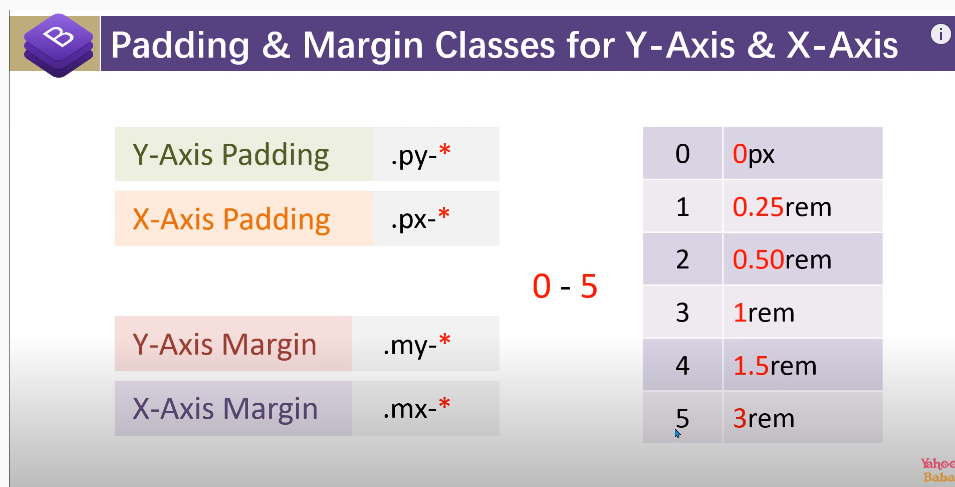 B
Padding & Margin Classes for Y-Axis & X-Axis
i
Y-Axis Padding .py-*
X-Axis Padding .px-*
Y-Axis Margin .my-*
X-Axis Margin .mx-*
0 - 5
0 0px
1 0.25rem
2 0.50rem
3 1rem
4 1.5rem
5 3rem
Yahoo
Baba